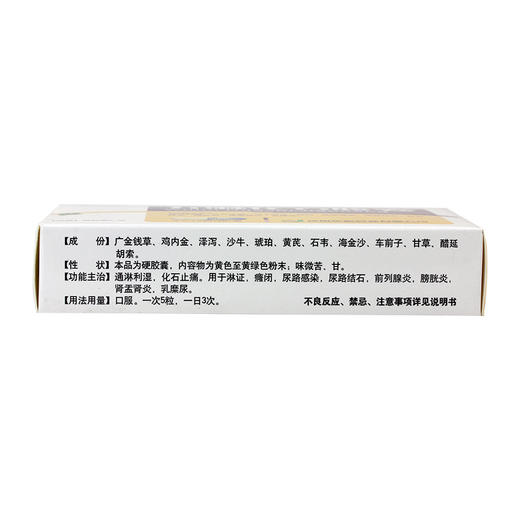 【成　份】广金钱草、鸡内金、泽泻、沙牛、琥珀、黄芪、石韦、海金沙、车前子、甘草、醋延
胡索。
【性　状】本品为硬胶囊，内容物为黄色至黄绿色粉末；味微苦、甘。
【功能主治】通淋利湿，化石止痛。用于淋证，癃闭，尿路感染，尿路结石，前列腺炎，膀胱炎，
肾盂肾炎，乳糜尿。
【用法用量】口服。一次5粒，一日3次。　不良反应、禁忌、注意事项详见说明书